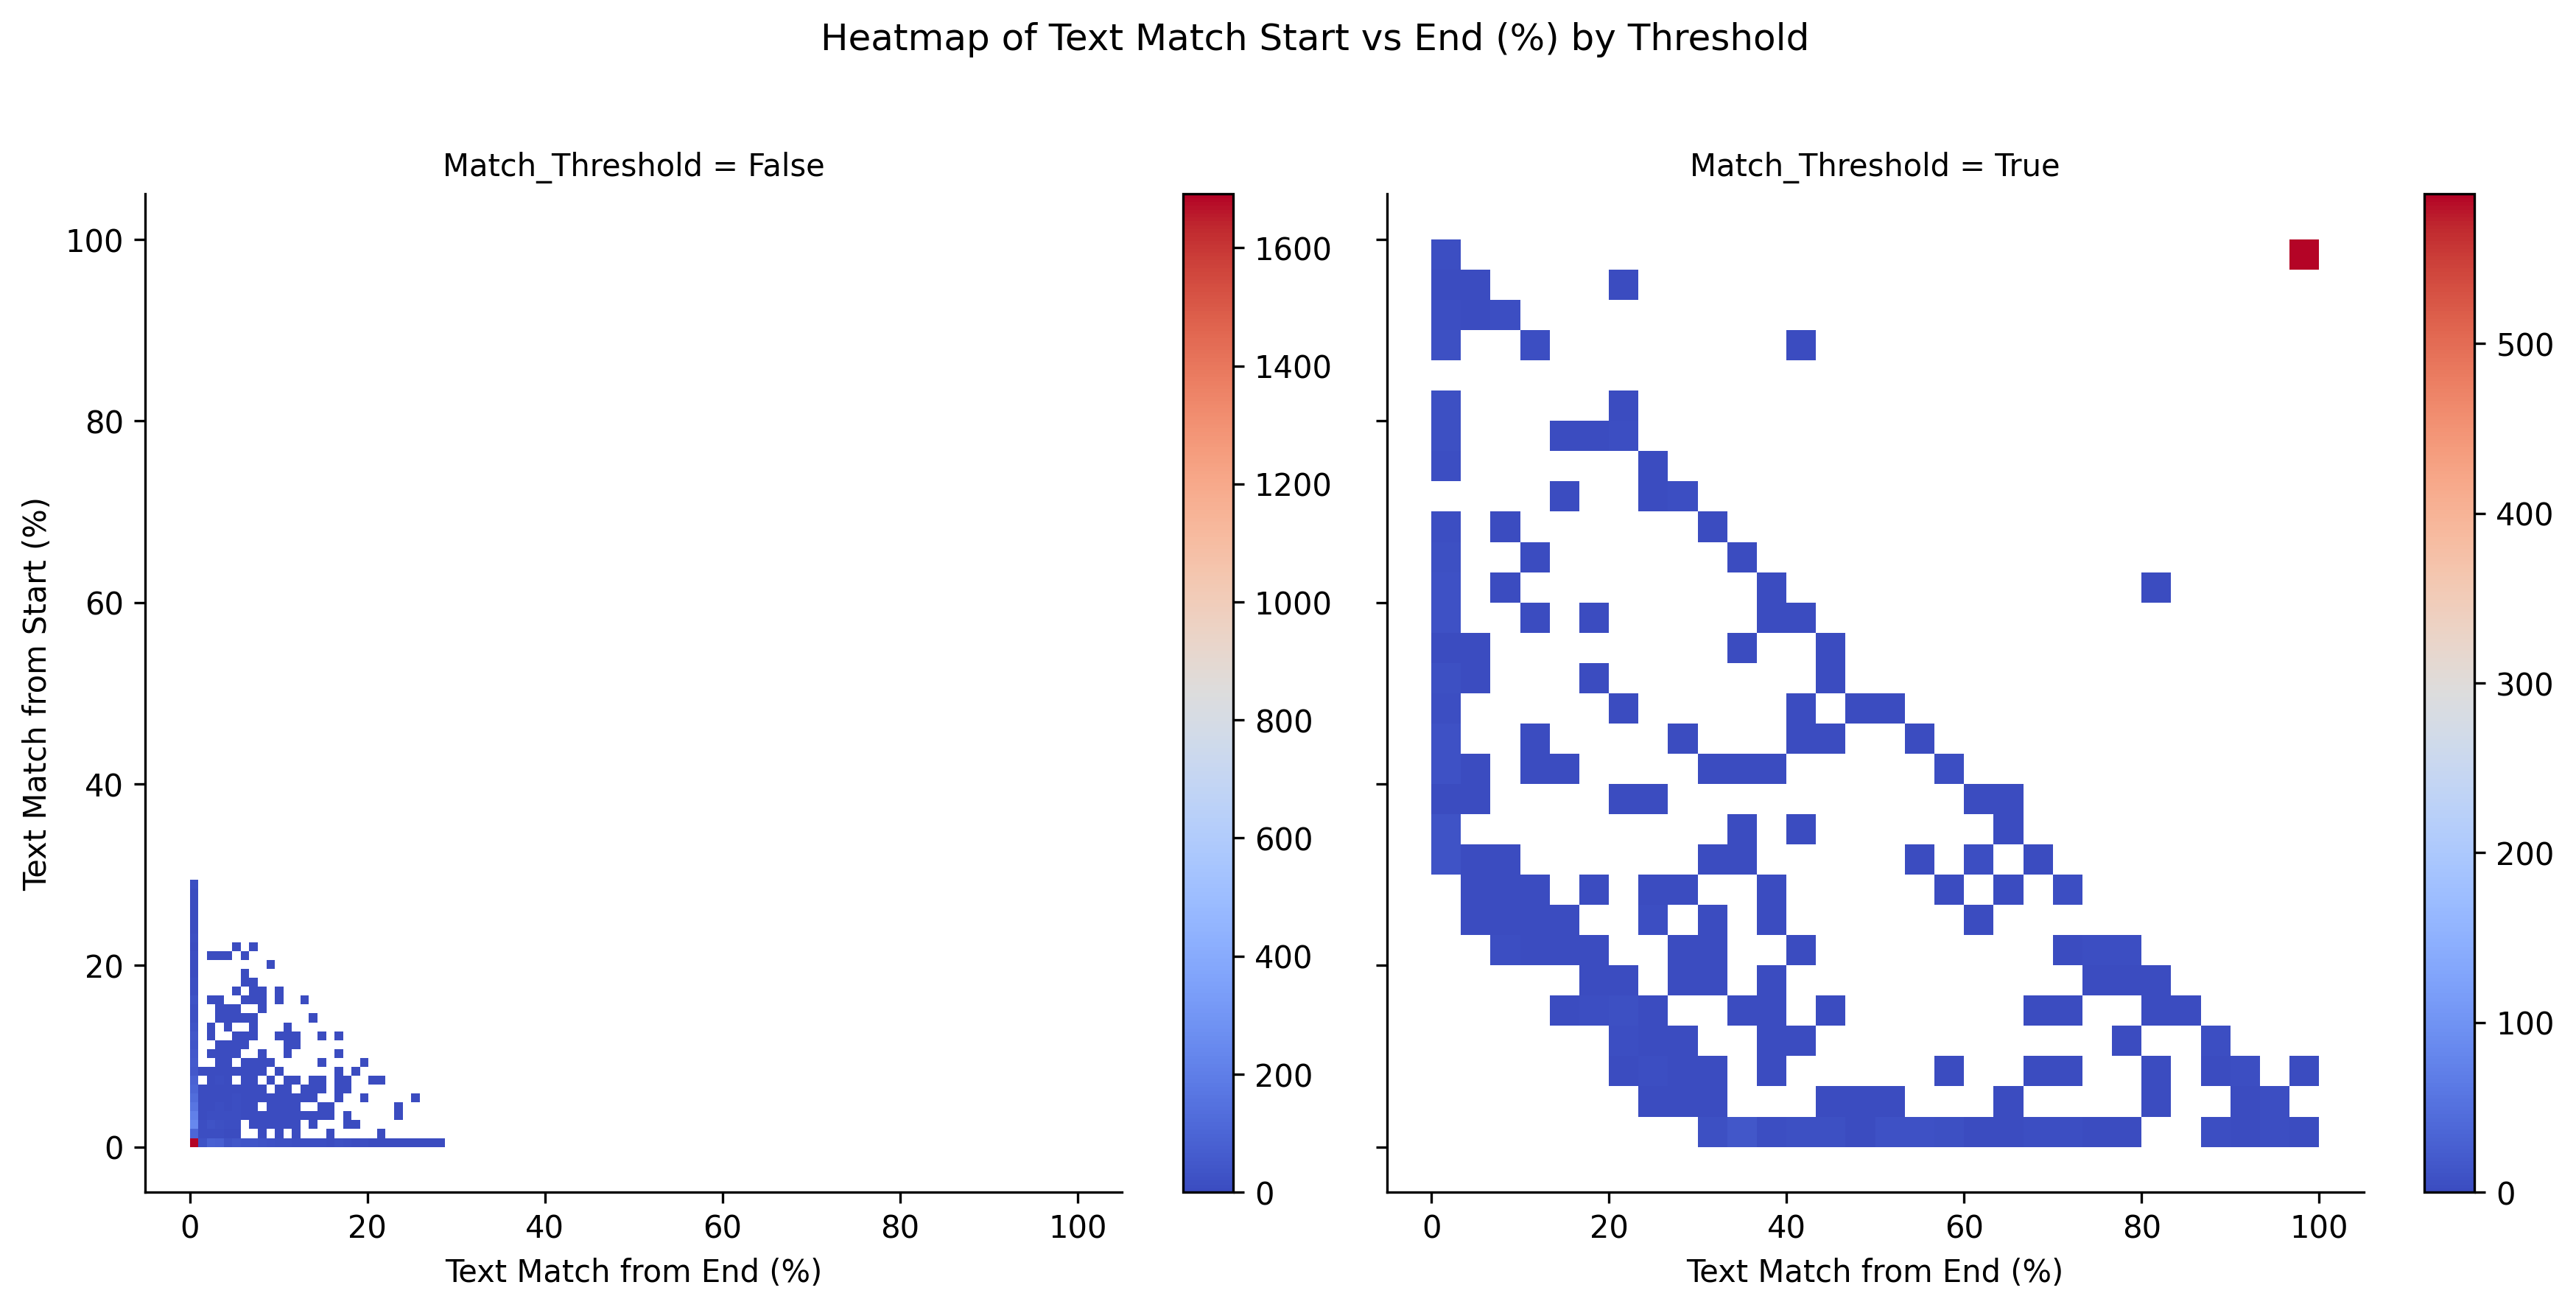 Heatmap of Text Match Start vs End (%) by Threshold
Match_Threshold = False
Match_Threshold = True
Text Match from Start (%)
100
80
60
40
20
0
0 20 40 60 80 100
Text Match from End (%)
1600
1400
1200
1000
800
600
400
200
0
0 20 40 60 80 100
Text Match from End (%)
500
400
300
200
100
0